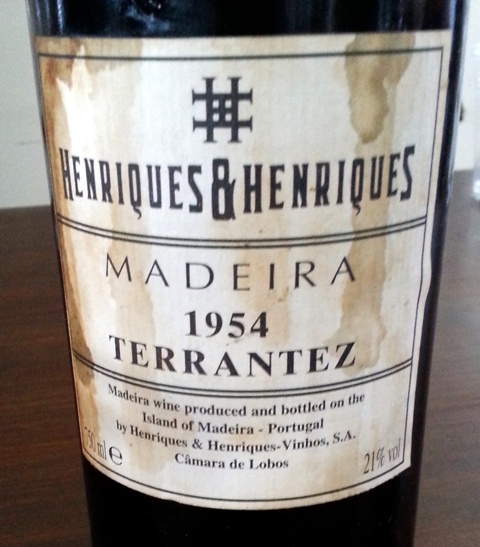 HENRIQUES & HENRIQUES
MADEIRA
1954
TERRANTEZ
Madeira wine produced and bottled on the
Island of Madeira - Portugal
by Henriques & Henriques-Vinhos, S.A.
Câmara de Lobos
ml e
21% vol